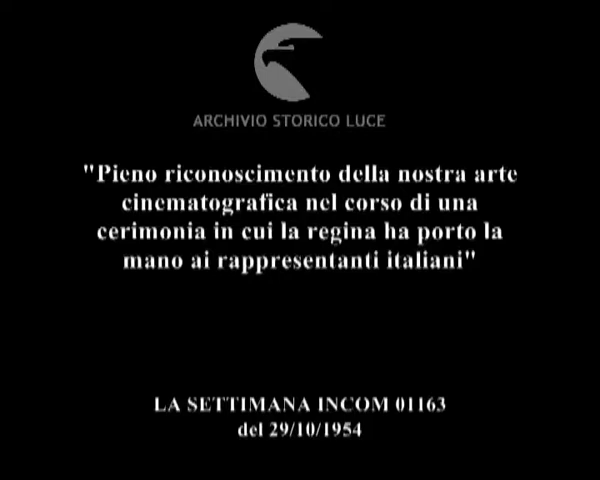 ARCHIVIO STORICO LUCE
"Pieno riconoscimento della nostra arte
cinematografica nel corso di una
cerimonia in cui la regina ha porto la
mano ai rappresentanti italiani"
LA SETTIMANA INCOM 01163
del 29/10/1954